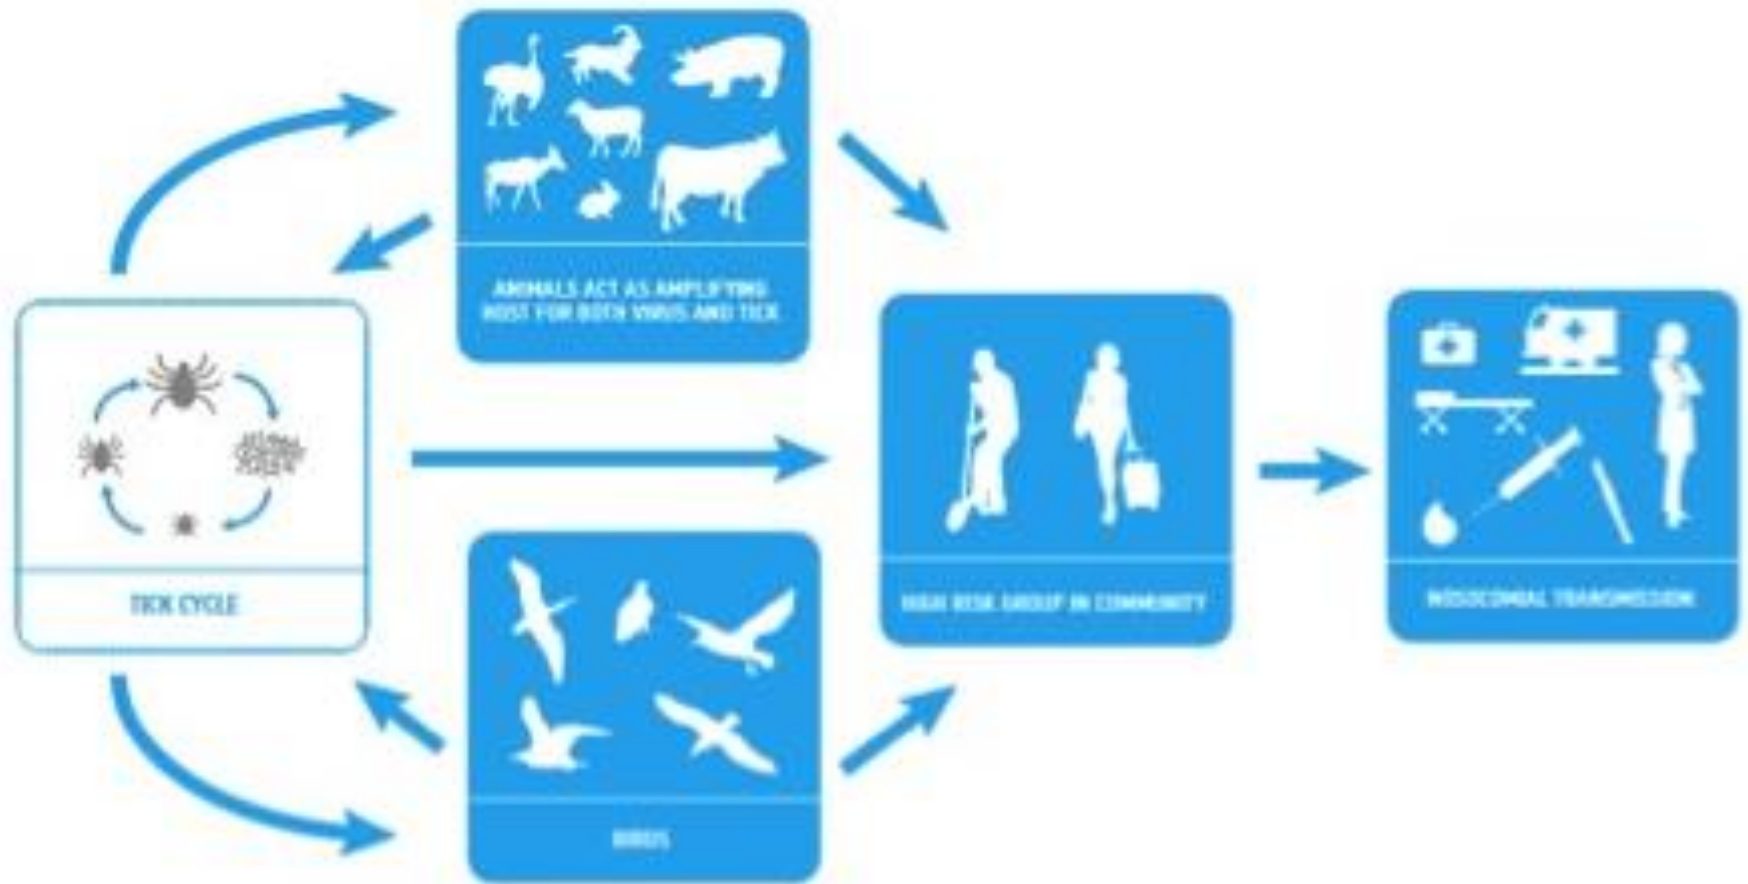 ANIMALS ACT AS AMPLIFYING
HOST FOR BOTH VIRUS AND TICK
TICK CYCLE
HIGH RISK GROUP IN COMMUNITY
NOSOCOMIAL TRANSMISSION
BIRDS